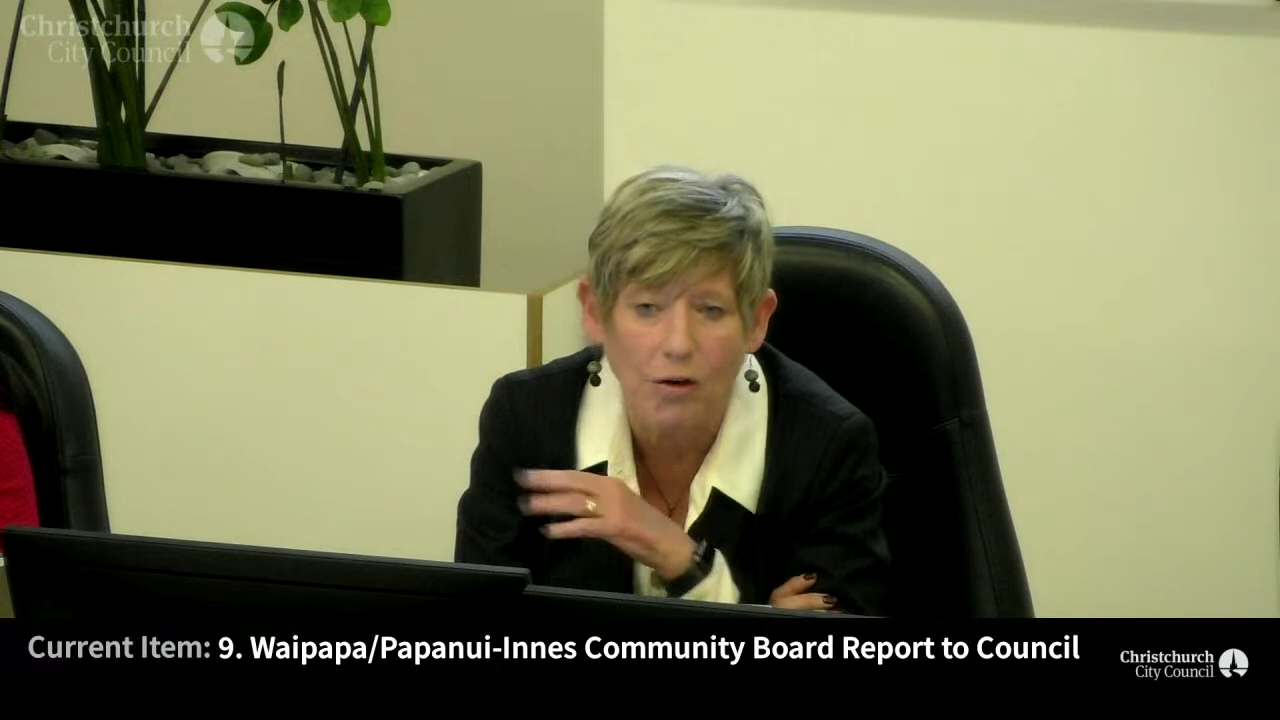 Christchurch
City Council
Current Item: 9. Waipapa/Papanui-Innes Community Board Report to Council
Christchurch
City Council